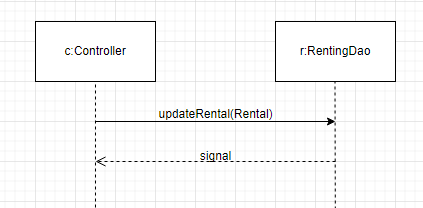 c:Controller
r:RentingDao
updateRental(Rental)
signal